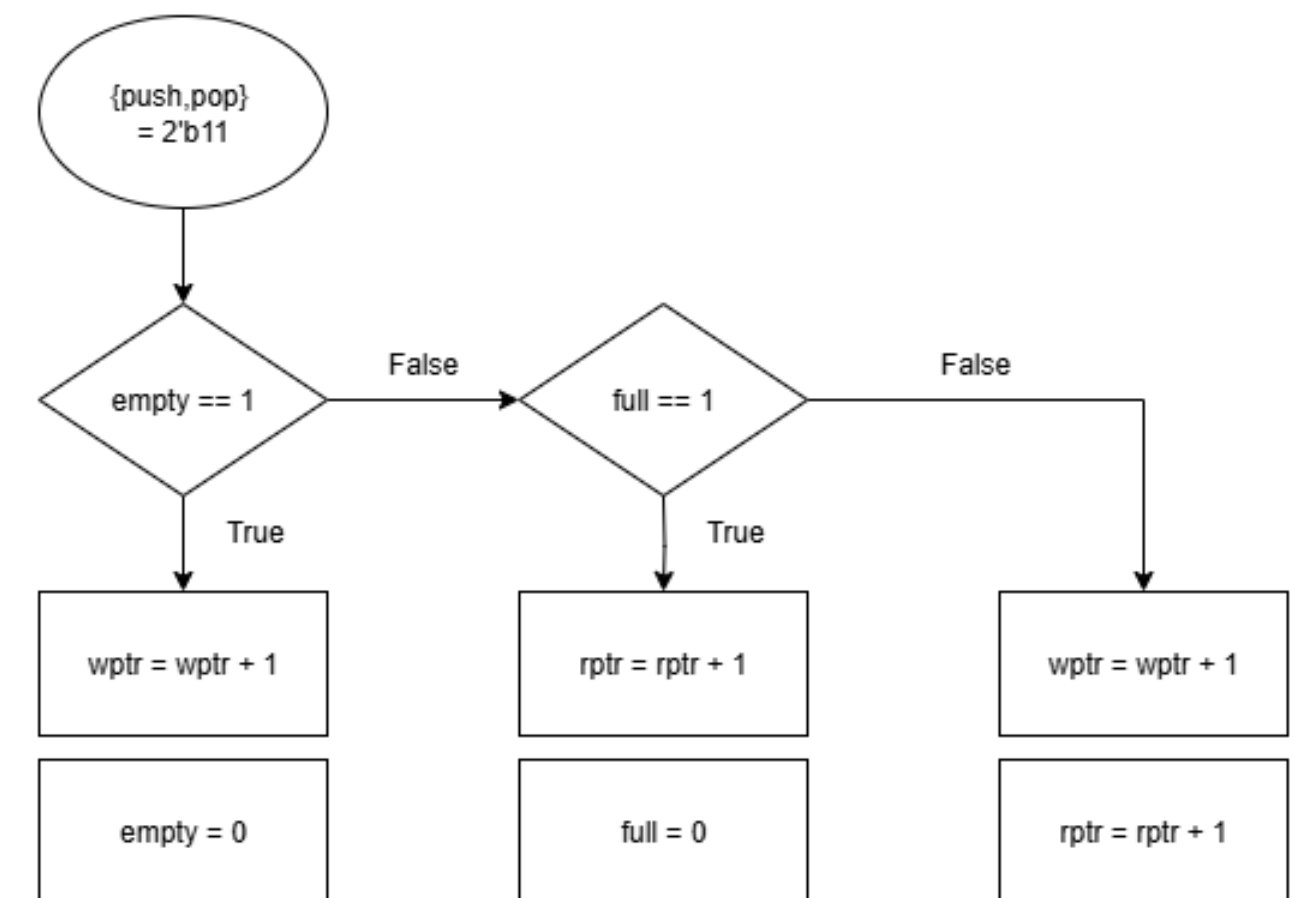 {push,pop}
= 2'b11
empty == 1
False
full == 1
False
True
True
wptr = wptr + 1
rptr = rptr + 1
wptr = wptr + 1
empty = 0
full = 0
rptr = rptr + 1